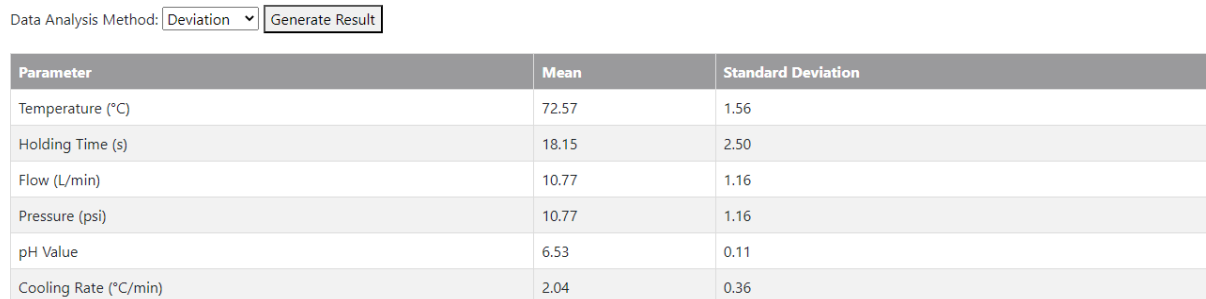 Data Analysis Method: Deviation Generate Result
Parameter Mean Standard Deviation
Temperature (°C) 72.57 1.56
Holding Time (s) 18.15 2.50
Flow (L/min) 10.77 1.16
Pressure (psi) 10.77 1.16
pH Value 6.53 0.11
Cooling Rate (°C/min) 2.04 0.36